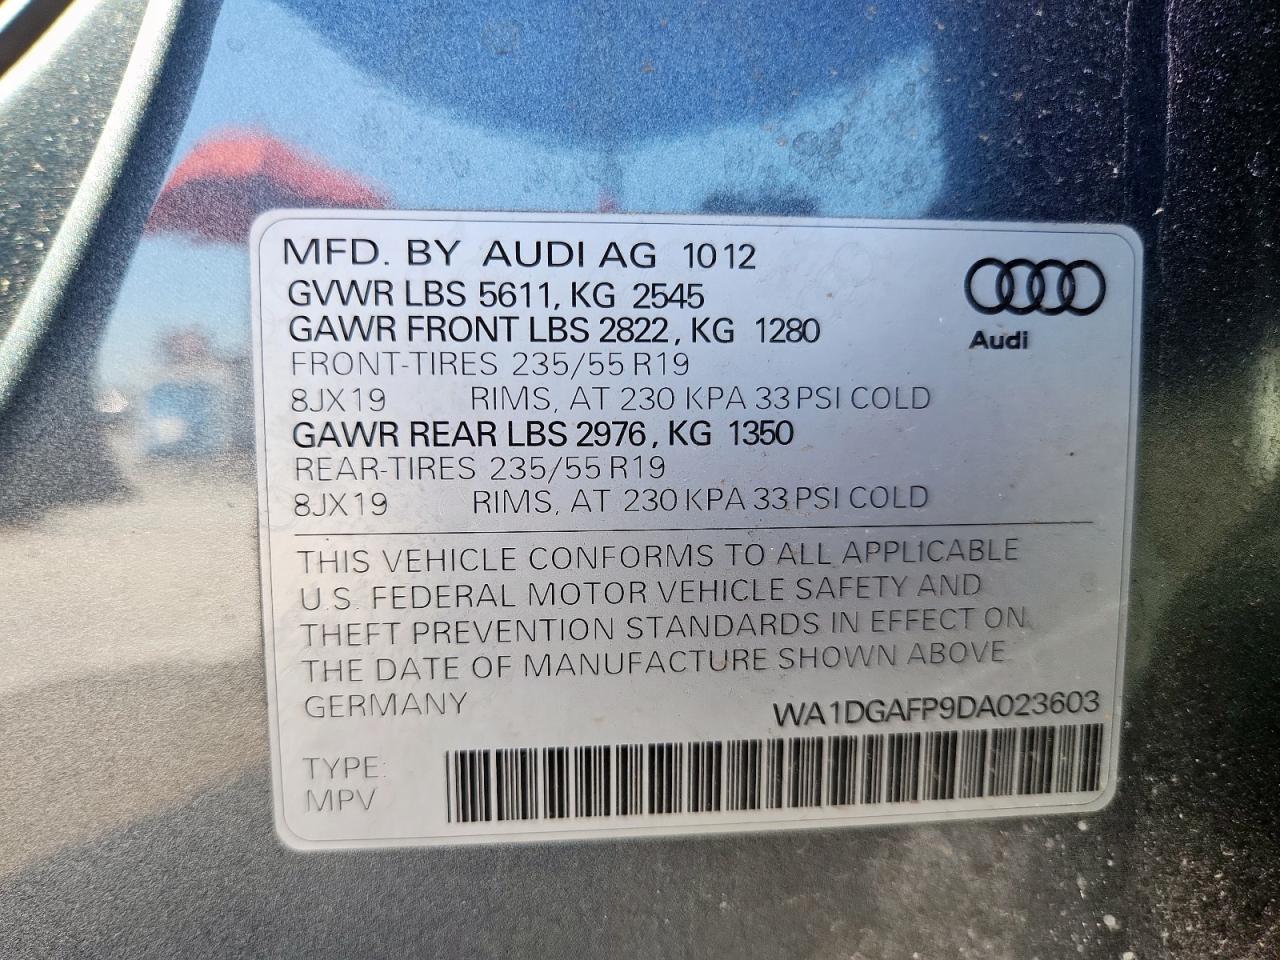 MFD. BY AUDI AG 10 12
GVWR LBS 5611, KG 2545
GAWR FRONT LBS 2822, KG 1280
FRONT-TIRES 235/55 R19
8JX19 RIMS, AT 230 KPA 33 PSI COLD
GAWR REAR LBS 2976, KG 1350
REAR-TIRES 235/55 R19
8JX19 RIMS, AT 230 KPA 33 PSI COLD
Audi
THIS VEHICLE CONFORMS TO ALL APPLICABLE
U.S. FEDERAL MOTOR VEHICLE SAFETY AND
THEFT PREVENTION STANDARDS IN EFFECT ON
THE DATE OF MANUFACTURE SHOWN ABOVE
GERMANY WA1DGAFP9DA023603
TYPE:
MPV